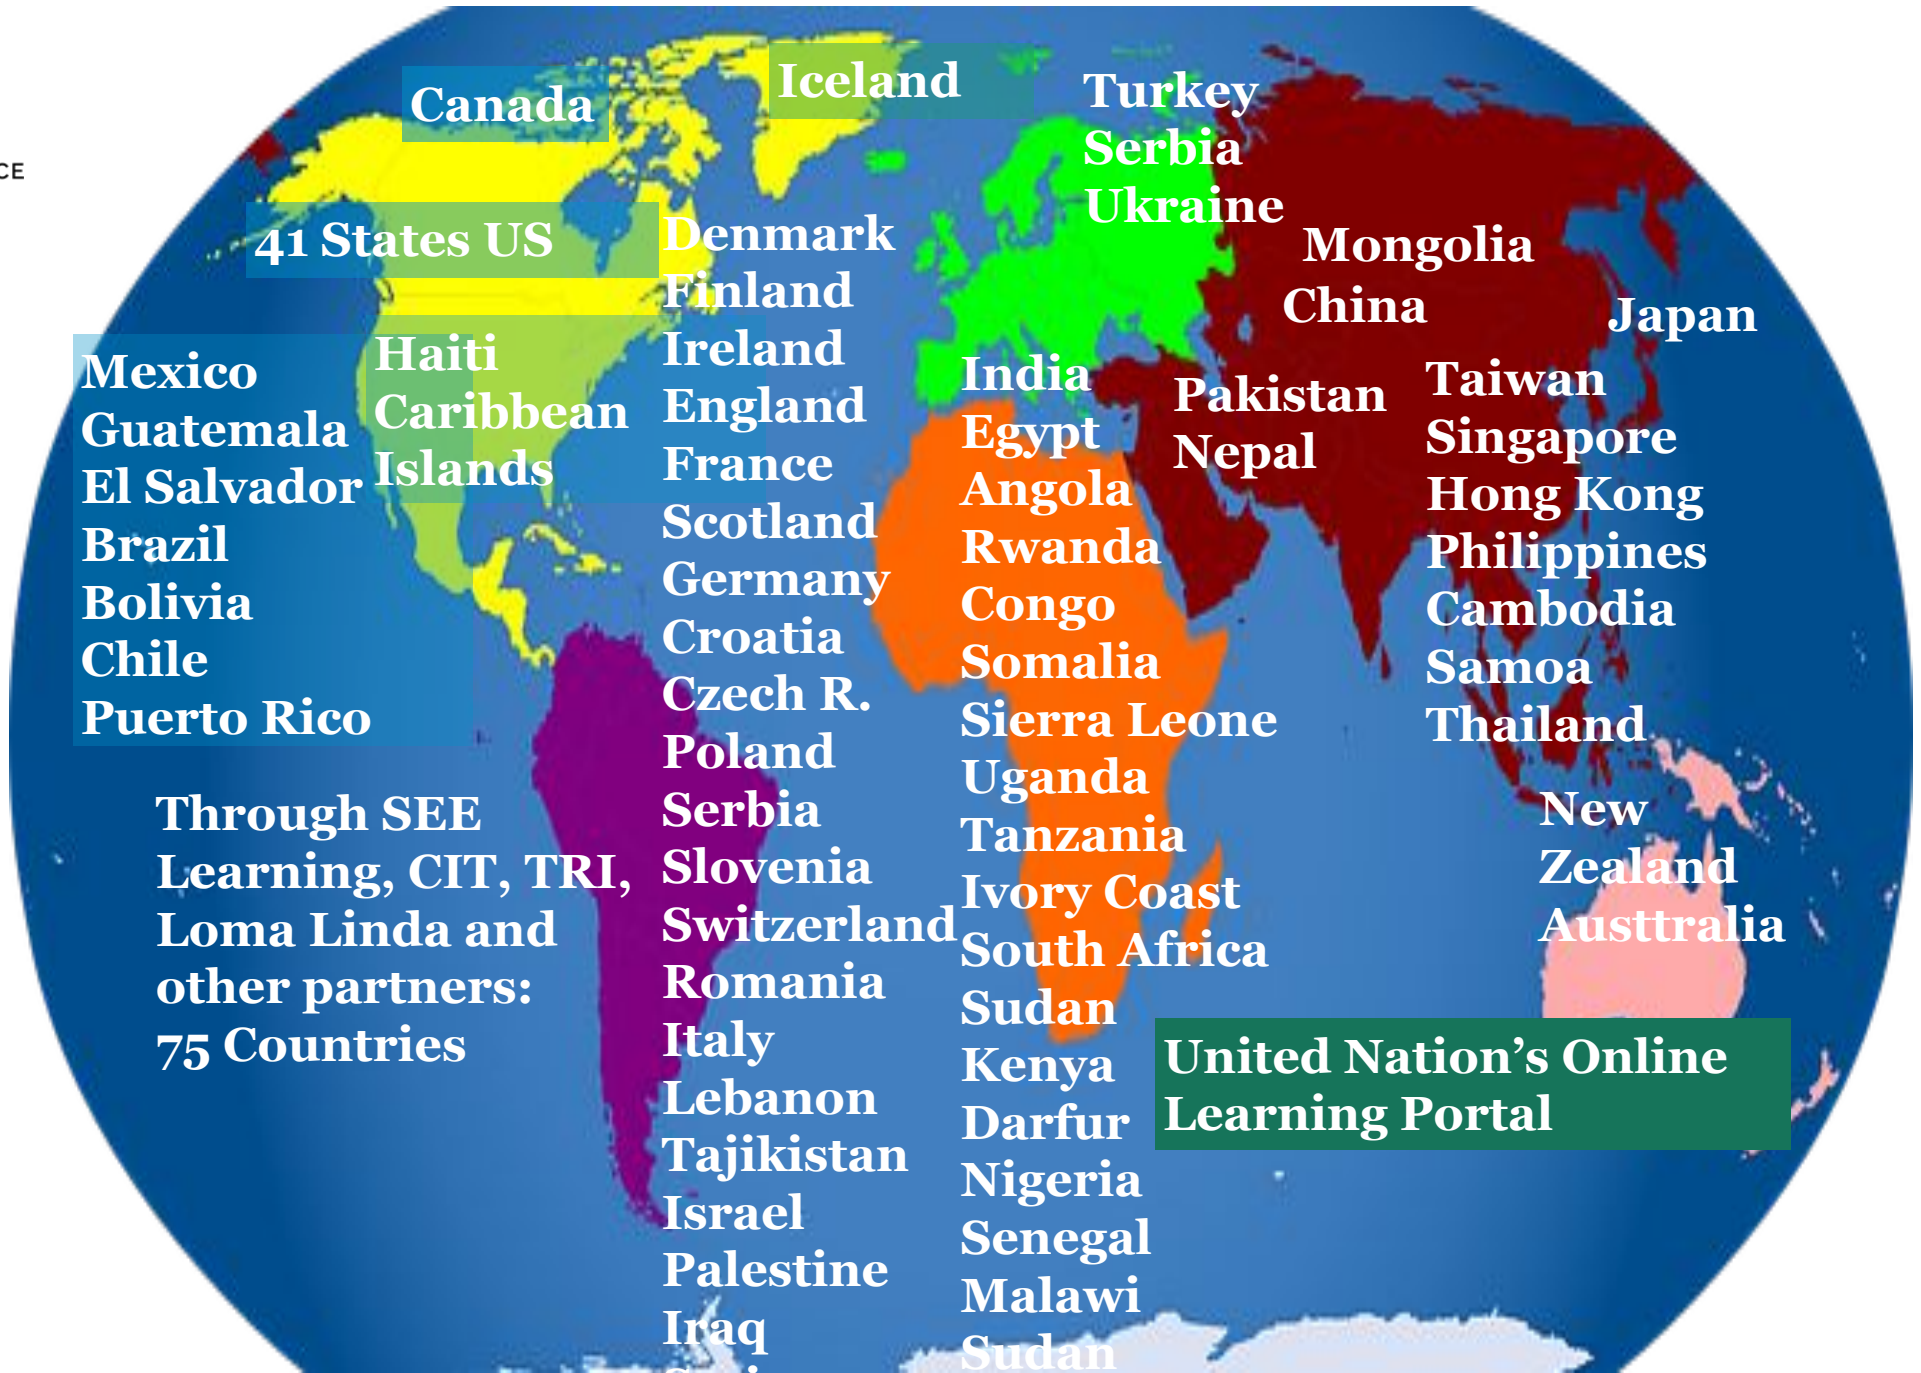 CE
Canada
Iceland
Turkey
Serbia
Ukraine
41 States US
Mongolia
China
Japan
Mexico
Guatemala
El Salvador
Brazil
Bolivia
Chile
Puerto Rico
Haiti
Caribbean
Islands
Denmark
Finland
Ireland
England
France
Scotland
Germany
Croatia
Czech R.
Poland
Serbia
Slovenia
Switzerland
Romania
Italy
Lebanon
Tajikistan
Israel
Palestine
Iraq
India
Egypt
Angola
Rwanda
Congo
Somalia
Sierra Leone
Uganda
Tanzania
Ivory Coast
South Africa
Sudan
Kenya
Darfur
Nigeria
Senegal
Malawi
Sudan
Pakistan
Nepal
Taiwan
Singapore
Hong Kong
Philippines
Cambodia
Samoa
Thailand
New
Zealand
Austtralia
Through SEE
Learning, CIT, TRI,
Loma Linda and
other partners:
75 Countries
United Nation’s Online
Learning Portal